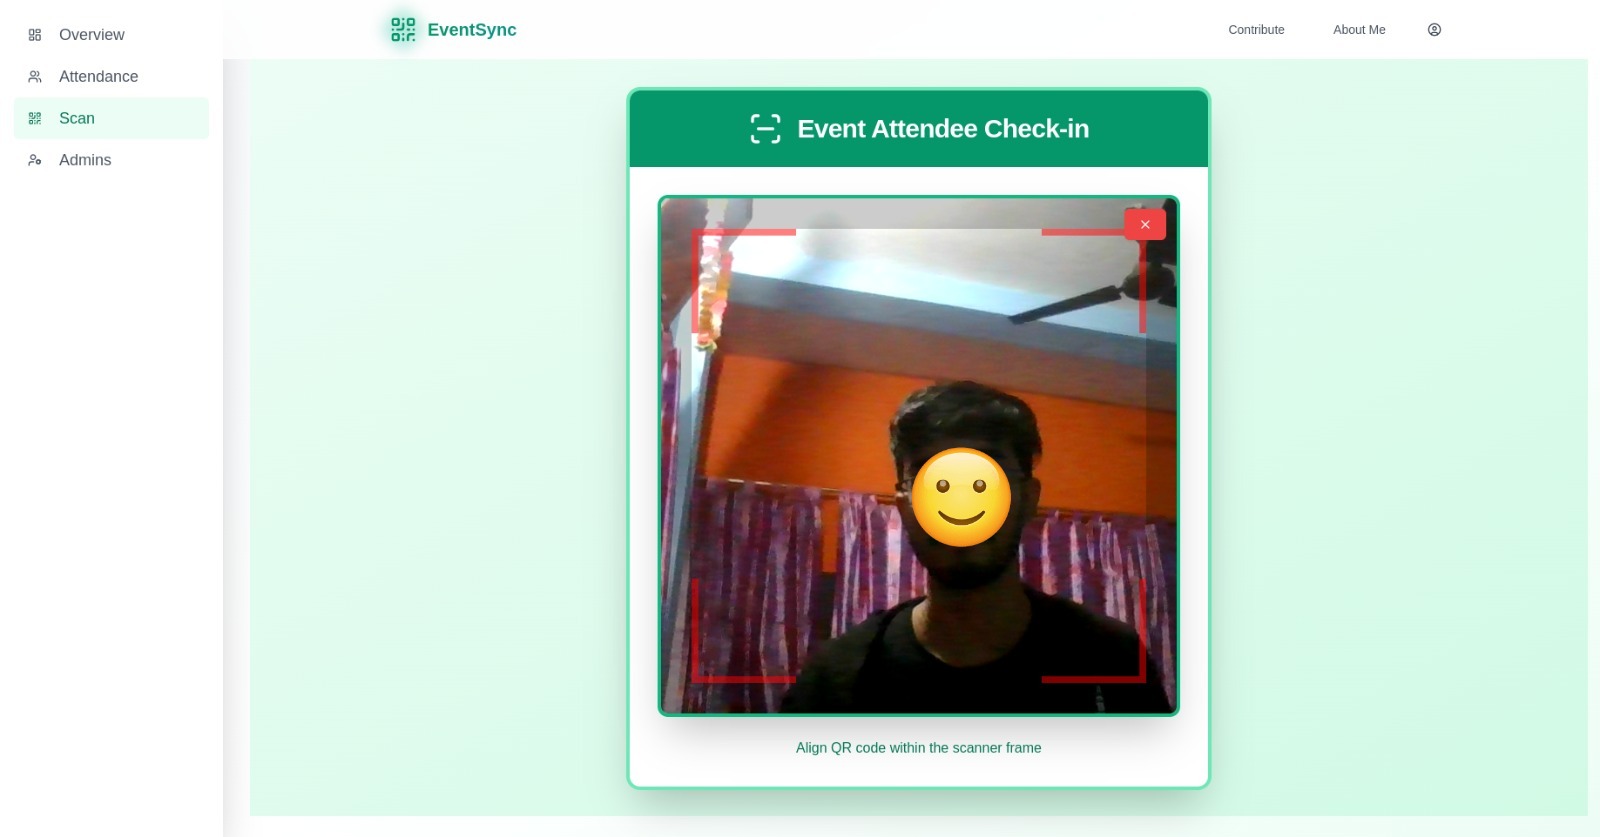 Overview
Attendance
Scan
Admins
EventSync
Contribute
About Me
Event Attendee Check-in
Align QR code within the scanner frame